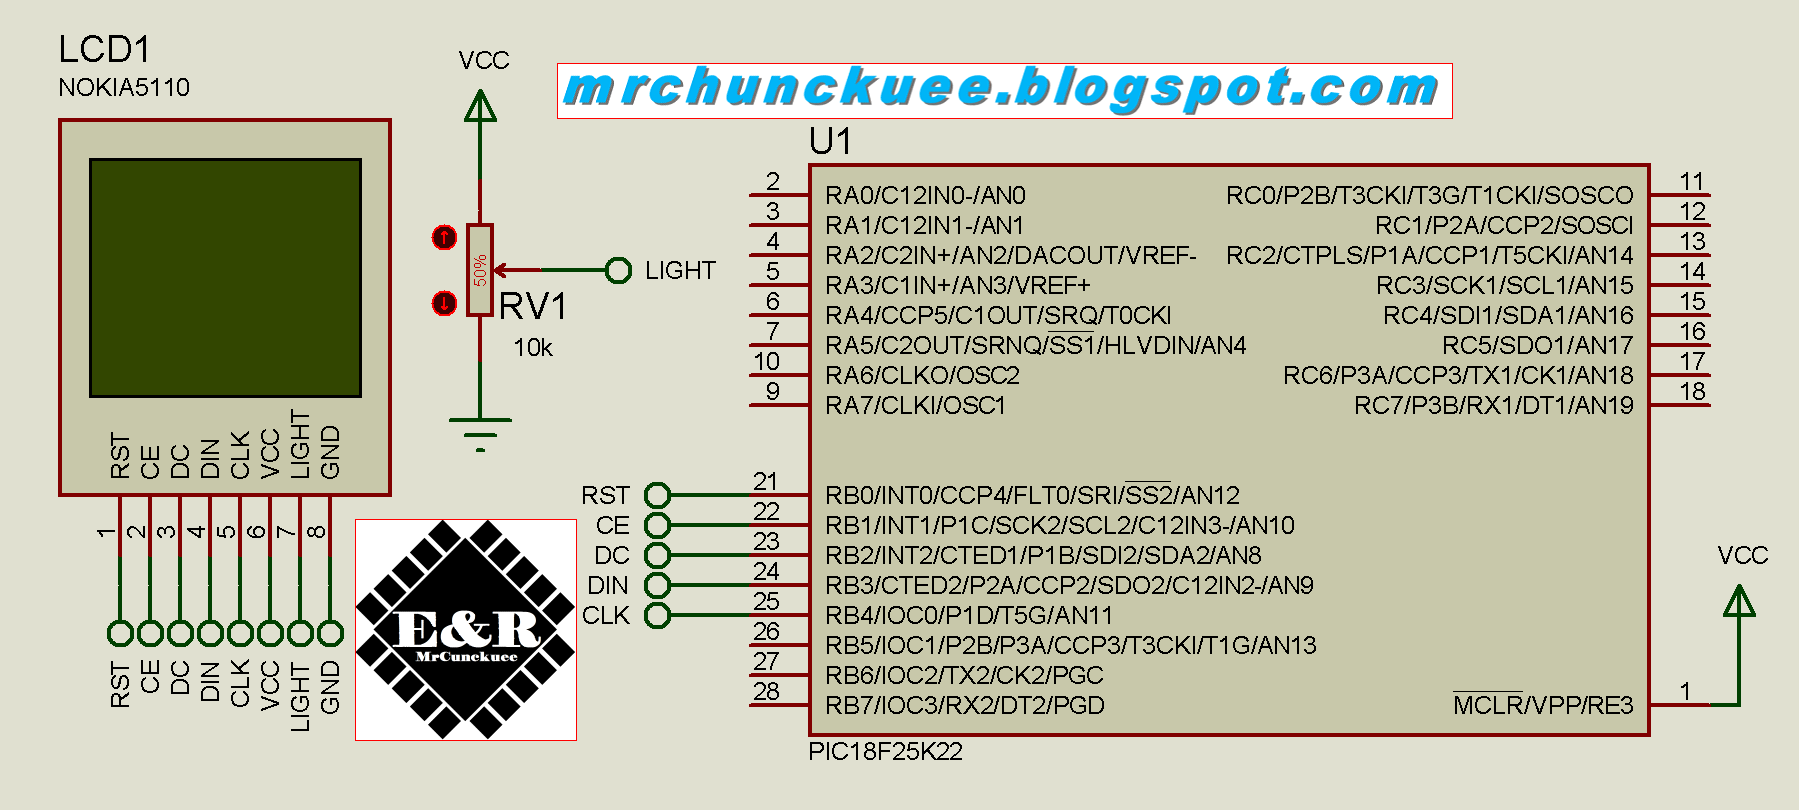 LCD1
NOKIA5110
RST
CE
DC
DIN
CLK
VCC
LIGHT
GND
1
2
3
4
5
6
7
8
RST
CE
DC
DIN
CLK
VCC
LIGHT
GND
VCC
50%
LIGHT
RV1
10k
mrchunckuee.blogspot.com
E&R
MrCunckuee
U1
2 RA0/C12IN0-/AN0
3 RA1/C12IN1-/AN1
4 RA2/C2IN+/AN2/DACOUT/VREF-
5 RA3/C1IN+/AN3/VREF+
6 RA4/CCP5/C1OUT/SRQ/T0CKI
7 RA5/C2OUT/SRNQ/SS1/HLVDIN/AN4
10 RA6/CLKO/OSC2
9 RA7/CLKI/OSC1
RST 21 RB0/INT0/CCP4/FLT0/SRI/SS2/AN12
CE 22 RB1/INT1/P1C/SCK2/SCL2/C12IN3-/AN10
DC 23 RB2/INT2/CTED1/P1B/SDI2/SDA2/AN8
DIN 24 RB3/CTED2/P2A/CCP2/SDO2/C12IN2-/AN9
CLK 25 RB4/IOC0/P1D/T5G/AN11
26 RB5/IOC1/P2B/P3A/CCP3/T3CKI/T1G/AN13
27 RB6/IOC2/TX2/CK2/PGC
28 RB7/IOC3/RX2/DT2/PGD
RC0/P2B/T3CKI/T3G/T1CKI/SOSCO 11
RC1/P2A/CCP2/SOSCI 12
RC2/CTPLS/P1A/CCP1/T5CKI/AN14 13
RC3/SCK1/SCL1/AN15 14
RC4/SDI1/SDA1/AN16 15
RC5/SDO1/AN17 16
RC6/P3A/CCP3/TX1/CK1/AN18 17
RC7/P3B/RX1/DT1/AN19 18
VCC
MCLR/VPP/RE3 1
PIC18F25K22